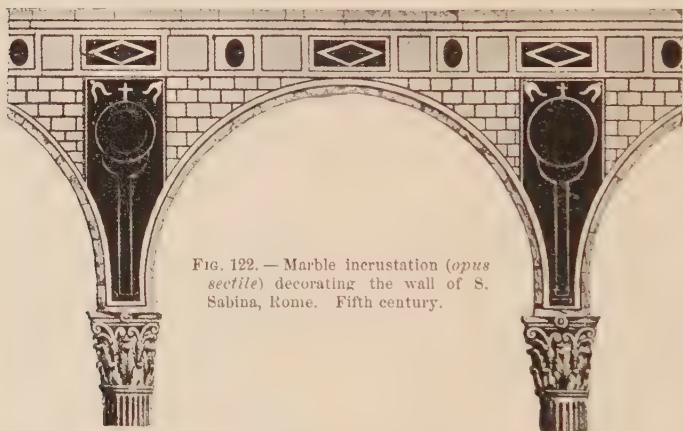 FIG. 122. — Marble incrustation (opus
sectile) decorating the wall of S.
Sabina, Rome. Fifth century.